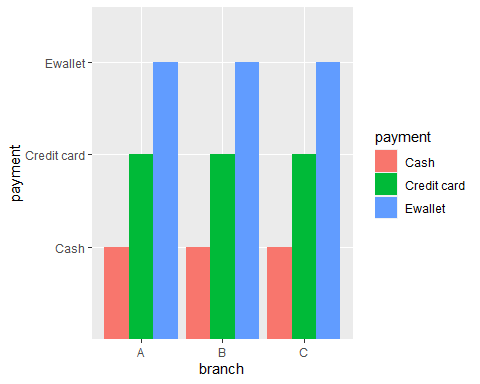 payment
Ewallet
Credit card
Cash
A B C
branch
payment
Cash
Credit card
Ewallet